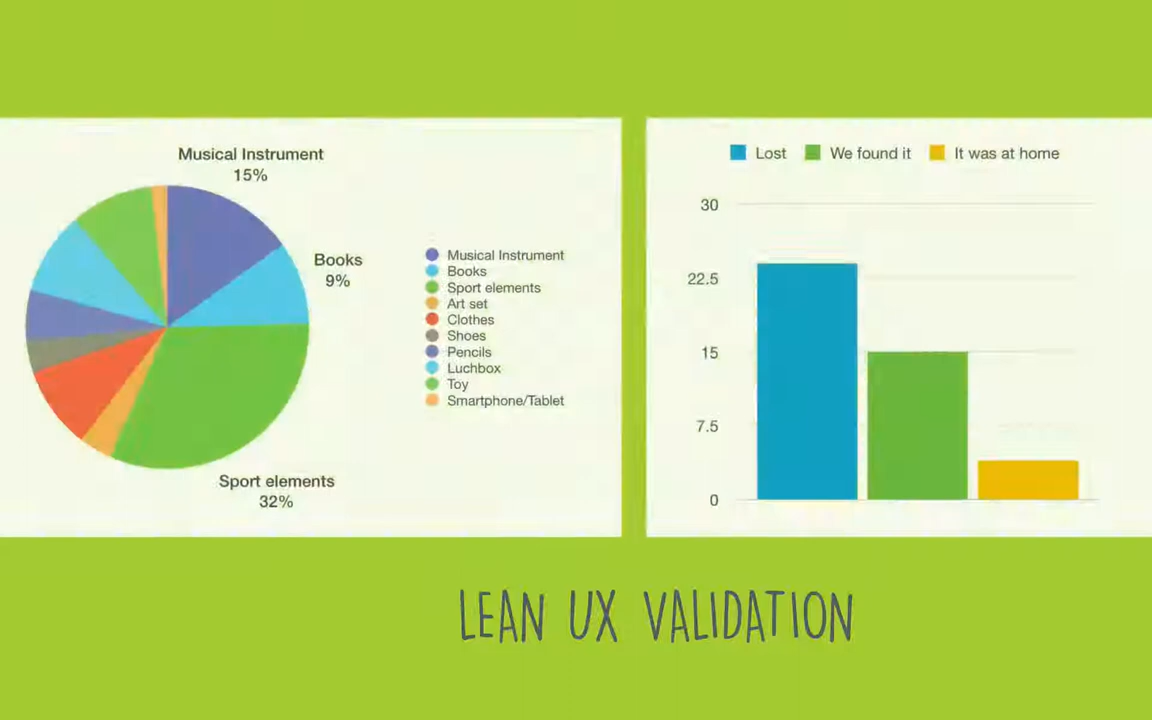 Musical Instrument
15%
Books
9%
Sport elements
32%
Musical Instrument
Books
Sport elements
Art set
Clothes
Shoes
Pencils
Luchbox
Toy
Smartphone/Tablet
Lost We found it It was at home
30
22.5
15
7.5
0
LEAN UX VALIDATION